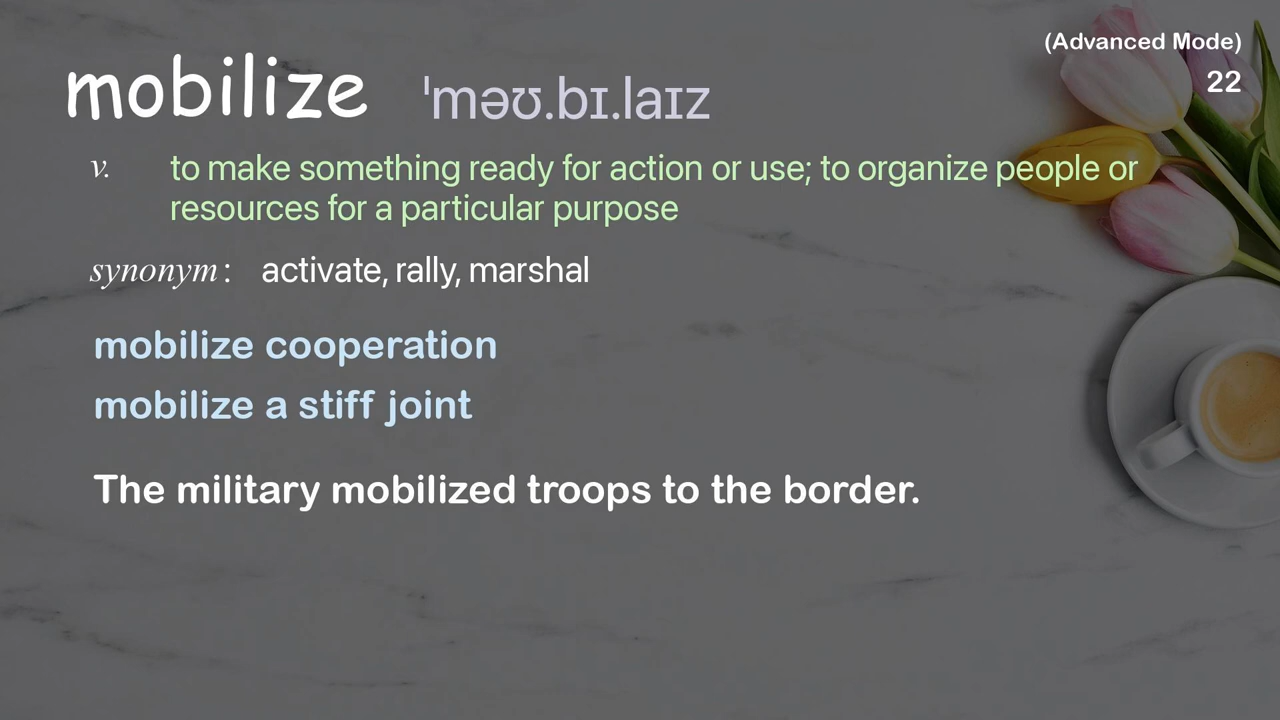 (Advanced Mode)
22
mobilize ˈməʊ.bɪ.laɪz
v. to make something ready for action or use; to organize people or
resources for a particular purpose
synonym: activate, rally, marshal
mobilize cooperation
mobilize a stiff joint
The military mobilized troops to the border.